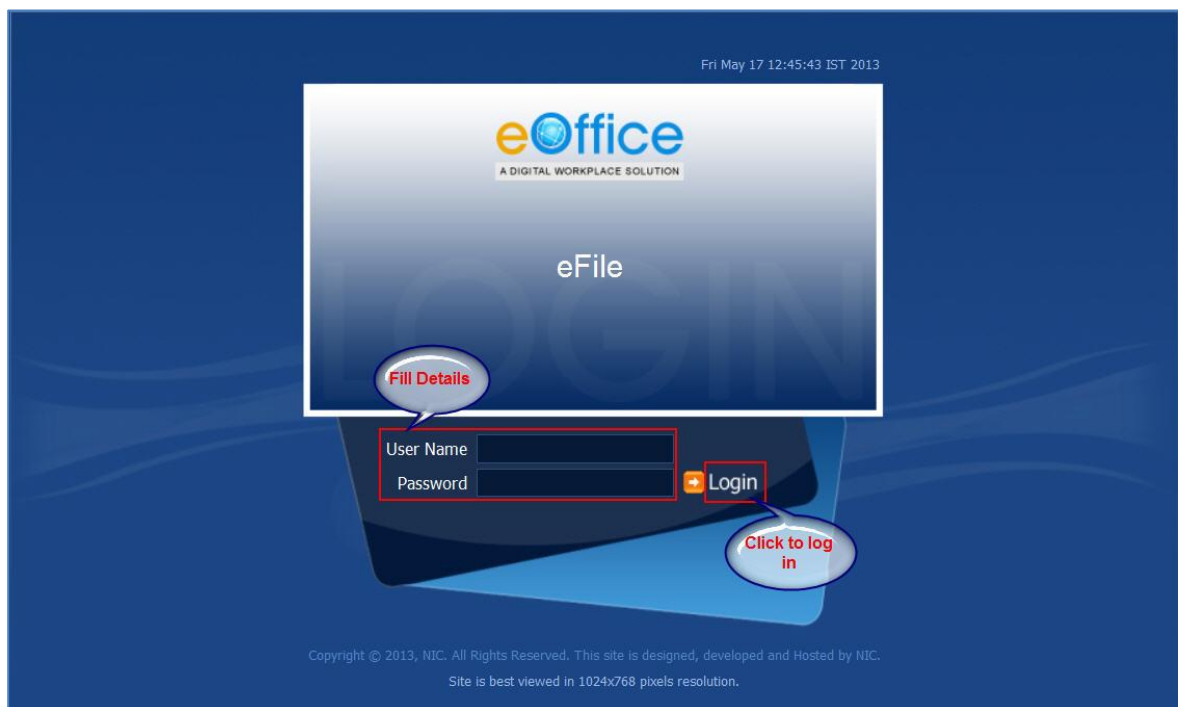 Fri May 17 12:45:43 IST 2013
eOffice
A DIGITAL WORKPLACE SOLUTION
eFile
LOGIN
Fill Details
User Name
Password
Login
Click to log
in
Copyright © 2013, NIC. All Rights Reserved. This site is designed, developed and Hosted by NIC.
Site is best viewed in 1024x768 pixels resolution.